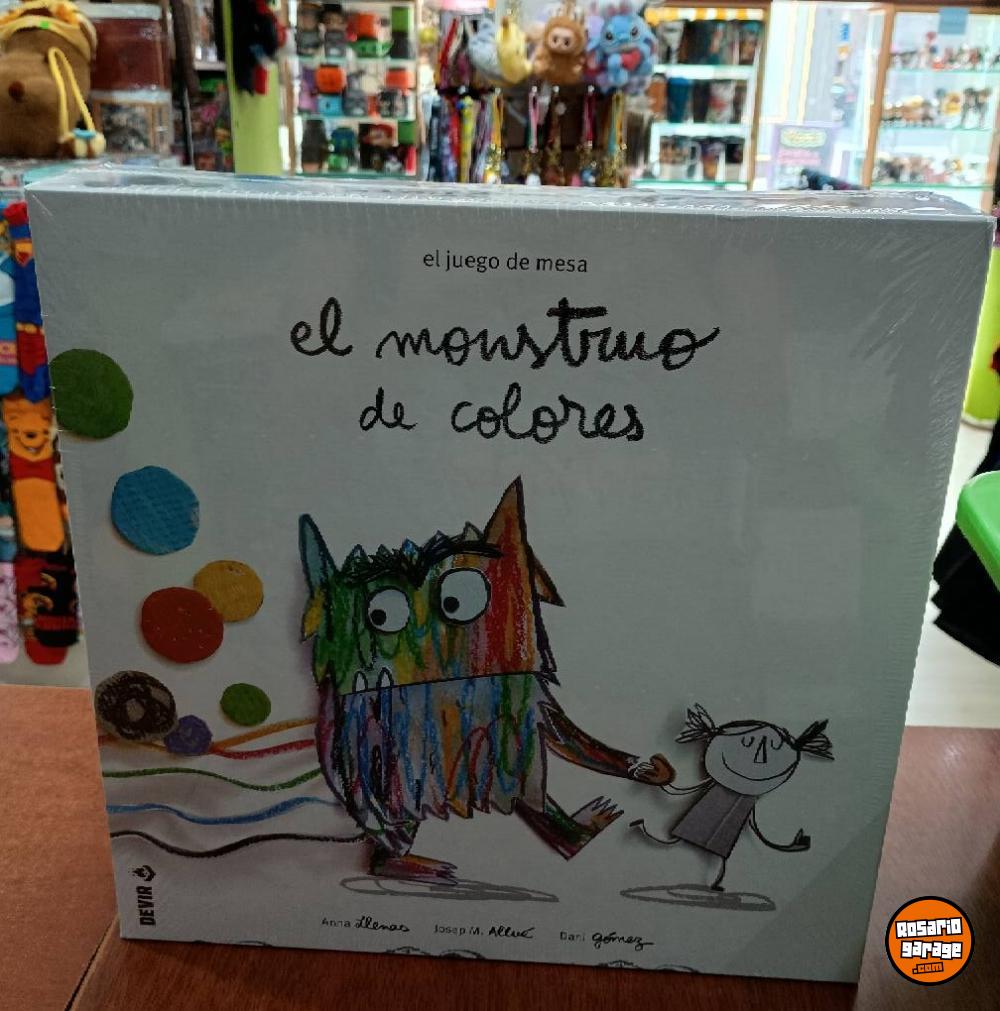 el juego de mesa
el monstruo
de colores
DEVIR
Anna Llenas Josep M. Allué Dani gómez
Rosario
garage
.com